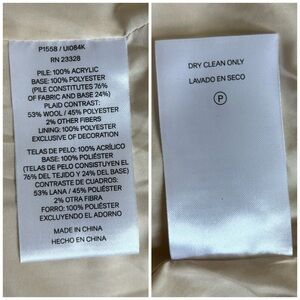 P1558 / UI084K
RN 23328
PILE: 100% ACRYLIC
BASE: 100% POLYESTER
(PILE CONSTITUTES 76%
OF FABRIC AND BASE 24%)
PLAID CONTRAST:
53% WOOL / 45% POLYESTER
2% OTHER FIBERS
LINING: 100% POLYESTER
EXCLUSIVE OF DECORATION
TELAS DE PELO: 100% ACRÍLICO
BASE: 100% POLIÉSTER
(TELAS DE PELO CONSISTUYEN EL
76% DEL TEJIDO Y 24% DEL BASE)
CONTRASTE DE CUADROS:
53% LANA / 45% POLIÉSTER
2% OTRA FIBRA
FORRO: 100% POLIÉSTER
EXCLUYENDO EL ADORNO
MADE IN CHINA
HECHO EN CHINA
DRY CLEAN ONLY
LAVADO EN SECO
P